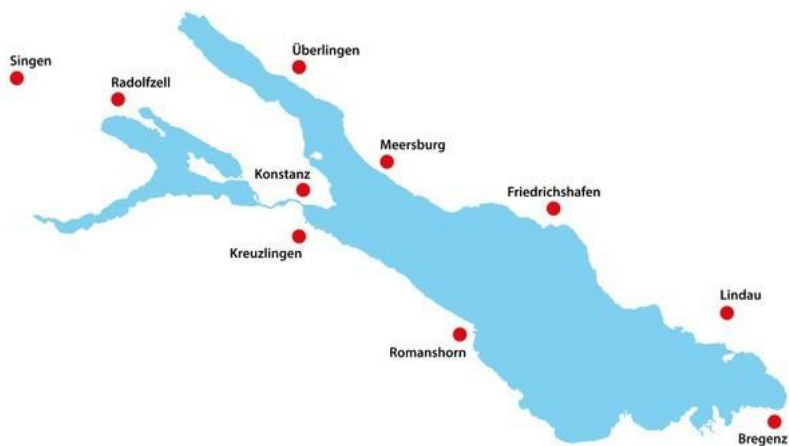 Überlingen
Singen
Radolfzell
Meersburg
Konstanz
Friedrichshafen
Kreuzlingen
Lindau
Romanshorn
Bregenz